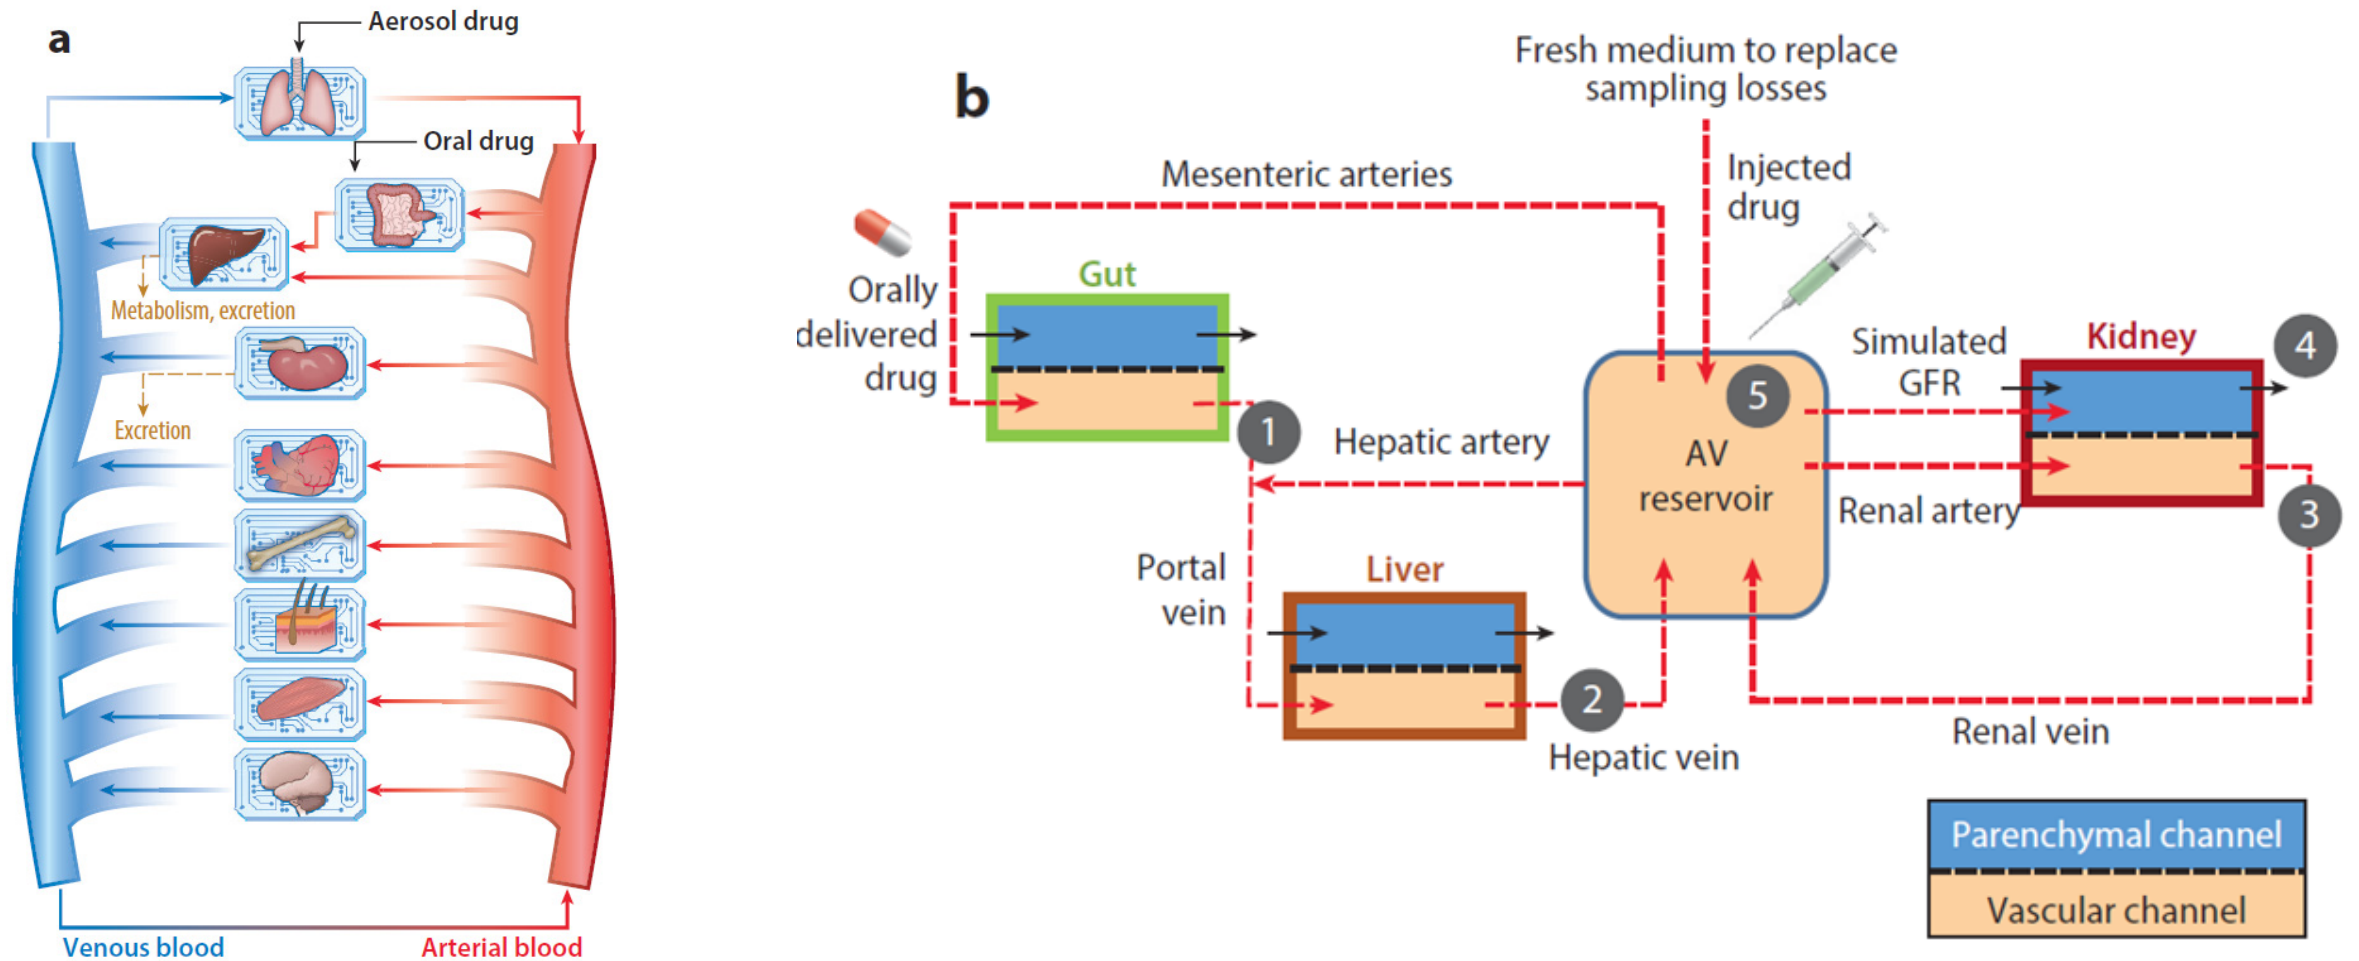 a
Aerosol drug
Oral drug
Metabolism, excretion
Excretion
Venous blood
Arterial blood
b
Fresh medium to replace
sampling losses
Mesenteric arteries
Injected
drug
Orally
delivered
drug
Gut
1
Hepatic artery
5
AV
reservoir
Simulated
GFR
Kidney
4
Renal artery
3
Portal
vein
Liver
2
Hepatic vein
Renal vein
Parenchymal channel
Vascular channel